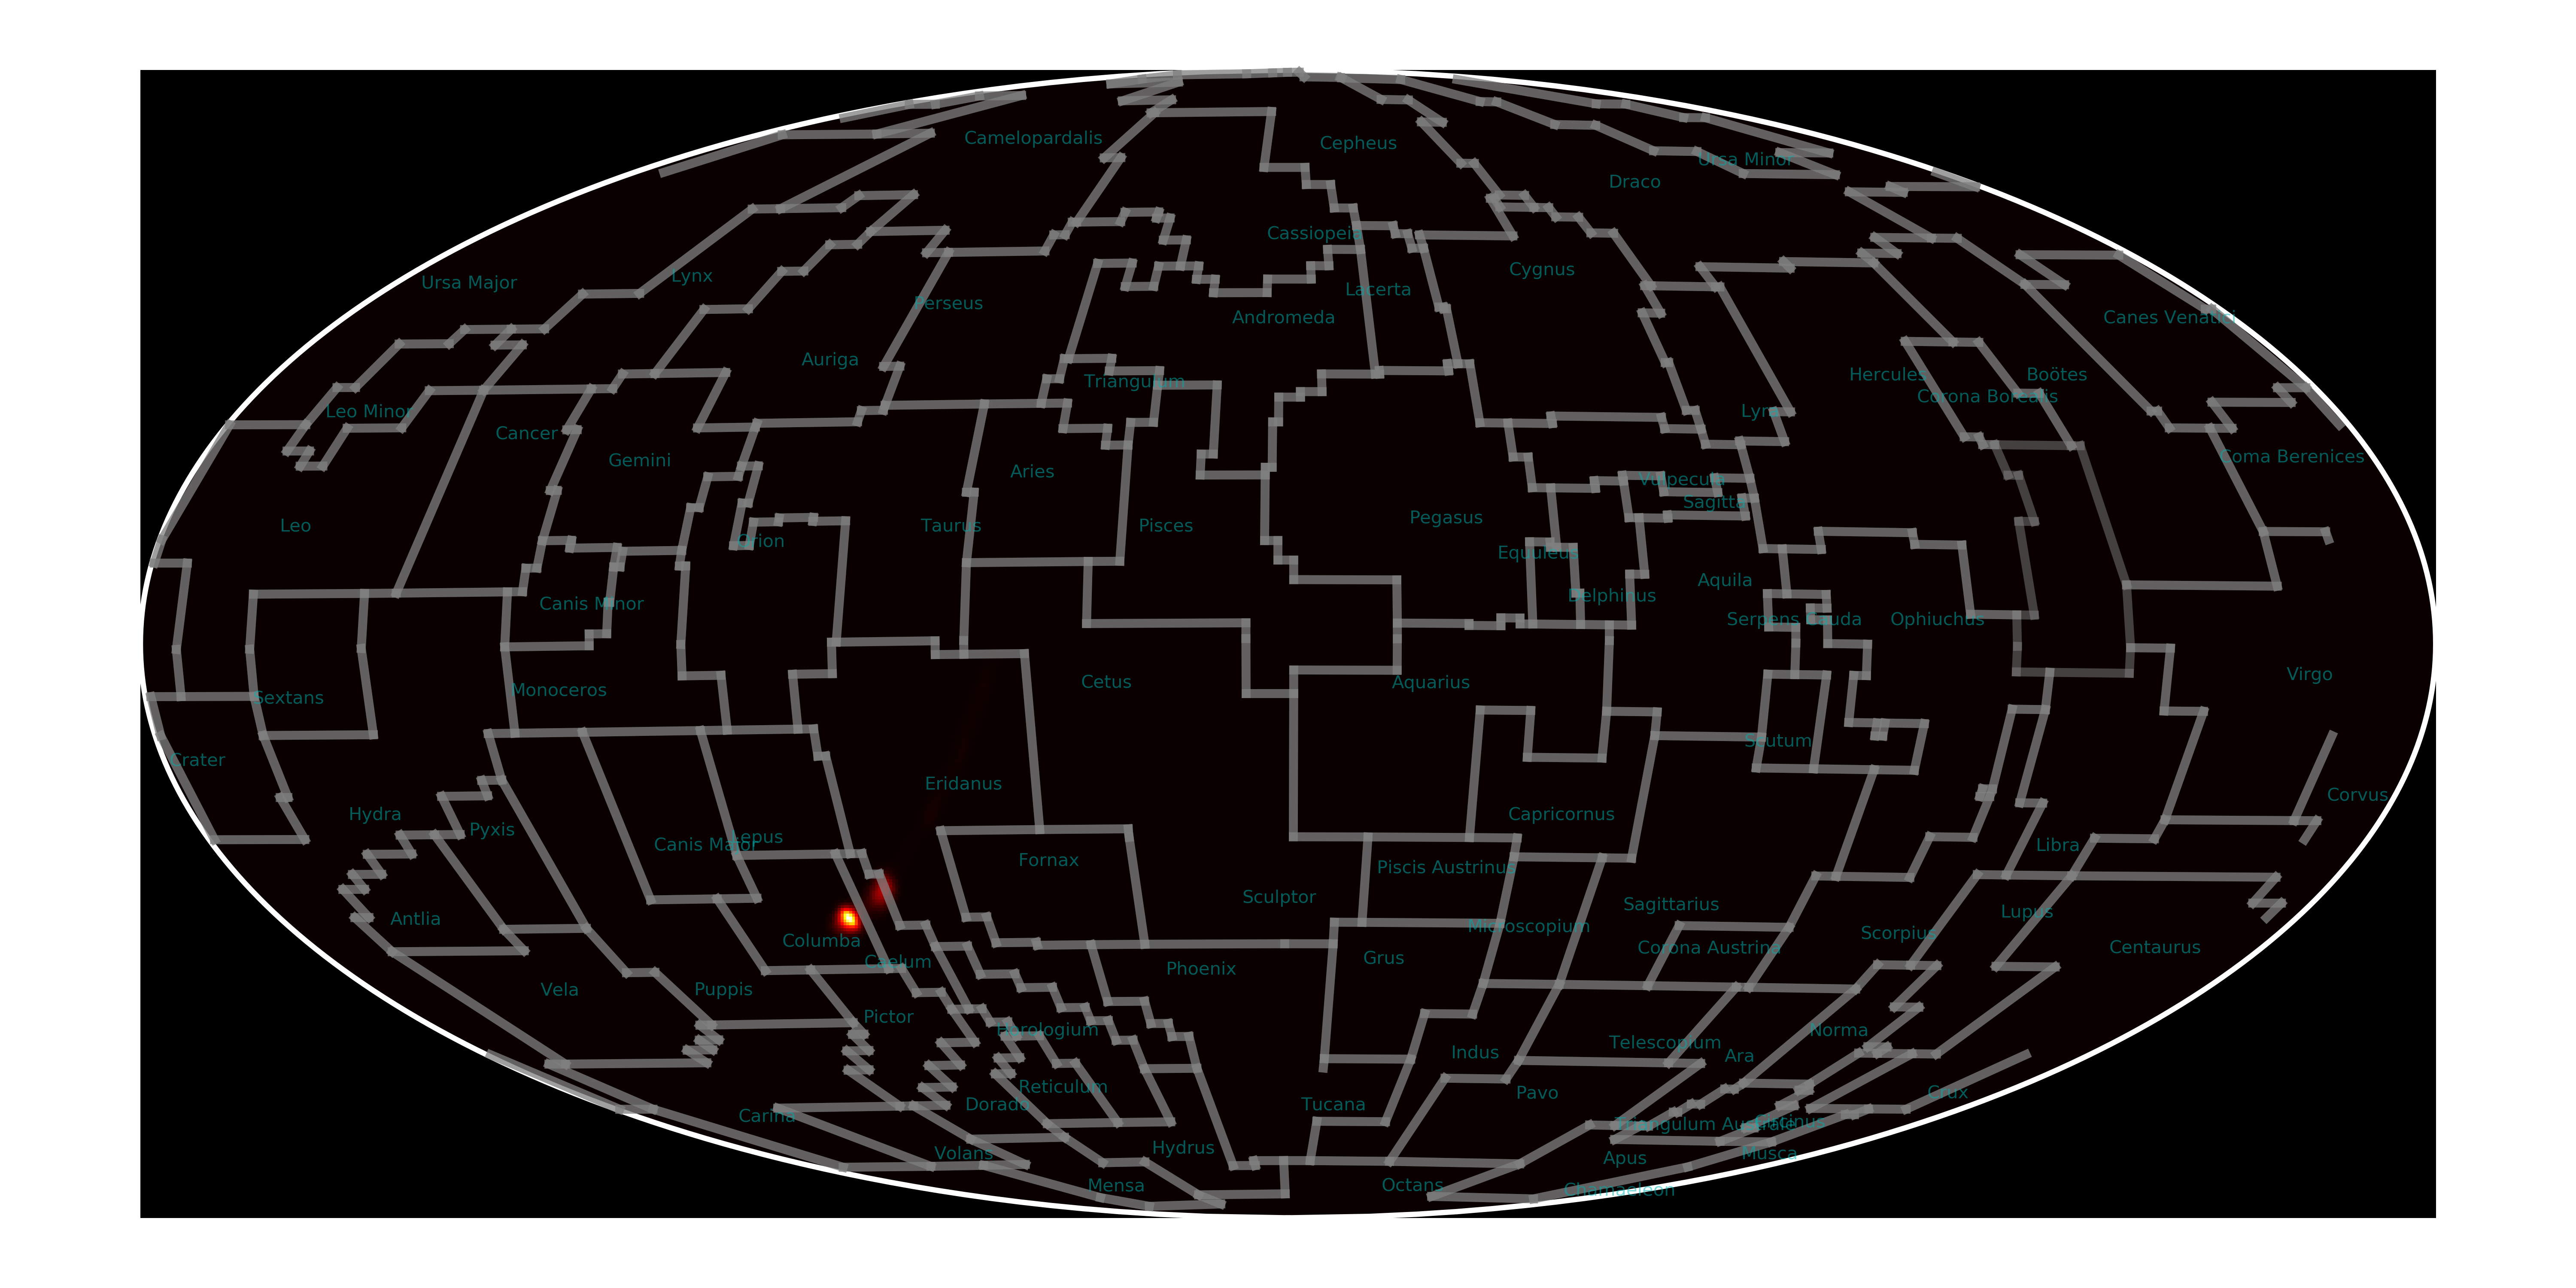 Camelopardalis
Cepheus
Ursa Minor
Draco
Cassiopeia
Cygnus
Lynx
Ursa Major
Lacerta
Perseus
Andromeda
Canes Venatici
Auriga
Hercules
Boötes
Triangulum
Corona Borealis
Leo Minor
Lyra
Cancer
Coma Berenices
Gemini
Aries
Vulpecula
Sagitta
Pegasus
Leo
Taurus
Pisces
Orion
Equuleus
Aquila
Delphinus
Canis Minor
Serpens Cauda
Ophiuchus
Virgo
Cetus
Aquarius
Monoceros
Sextans
Scutum
Crater
Eridanus
Corvus
Hydra
Capricornus
Pyxis
Lepus
Canis Major
Libra
Fornax
Piscis Austrinus
Sculptor
Sagittarius
Lupus
Antlia
Microscopium
Scorpius
Columba
Corona Austrina
Centaurus
Grus
Caelum
Phoenix
Vela
Puppis
Pictor
Horologium
Norma
Telescopium
Indus
Ara
Reticulum
Pavo
Crux
Dorado
Tucana
Carina
Circinus
Triangulum Australe
Hydrus
Volans
Musca
Apus
Mensa
Octans
Chamaeleon